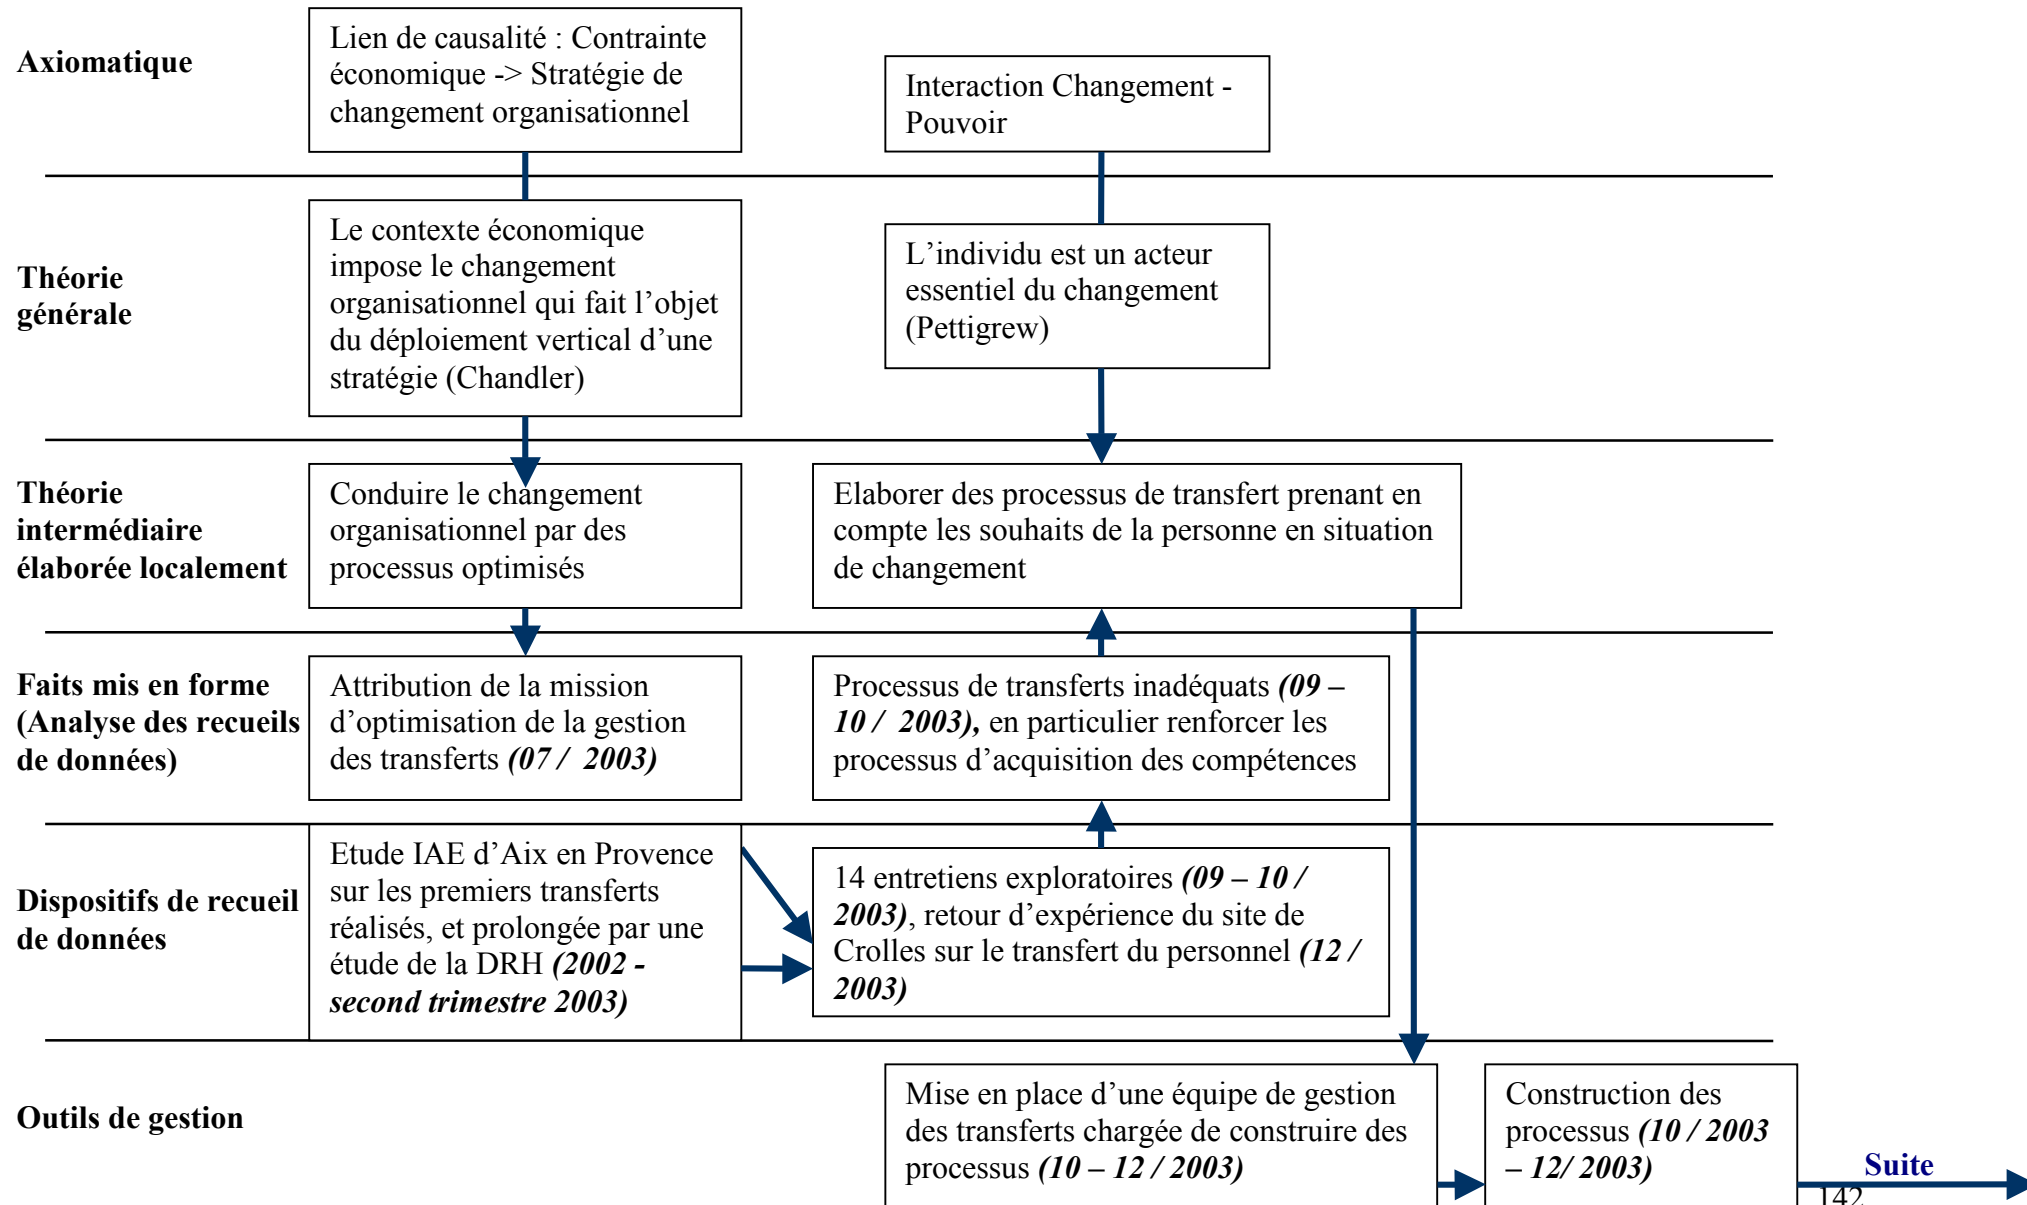 Axiomatique
Lien de causalité : Contrainte
économique -> Stratégie de
changement organisationnel
Interaction Changement -
Pouvoir
Théorie
générale
Le contexte économique
impose le changement
organisationnel qui fait l’objet
du déploiement vertical d’une
stratégie (Chandler)
L’individu est un acteur
essentiel du changement
(Pettigrew)
Théorie
intermédiaire
élaborée localement
Conduire le changement
organisationnel par des
processus optimisés
Elaborer des processus de transfert prenant en
compte les souhaits de la personne en situation
de changement
Faits mis en forme
(Analyse des recueils
de données)
Attribution de la mission
d’optimisation de la gestion
des transferts (07 / 2003)
Processus de transferts inadéquats (09 –
10 / 2003), en particulier renforcer les
processus d’acquisition des compétences
Dispositifs de recueil
de données
Etude IAE d’Aix en Provence
sur les premiers transferts
réalisés, et prolongée par une
étude de la DRH (2002 -
second trimestre 2003)
14 entretiens exploratoires (09 – 10 /
2003), retour d’expérience du site de
Crolles sur le transfert du personnel (12 /
2003)
Outils de gestion
Mise en place d’une équipe de gestion
des transferts chargée de construire des
processus (10 – 12 / 2003)
Construction des
processus (10 / 2003
– 12/ 2003)
Suite
142